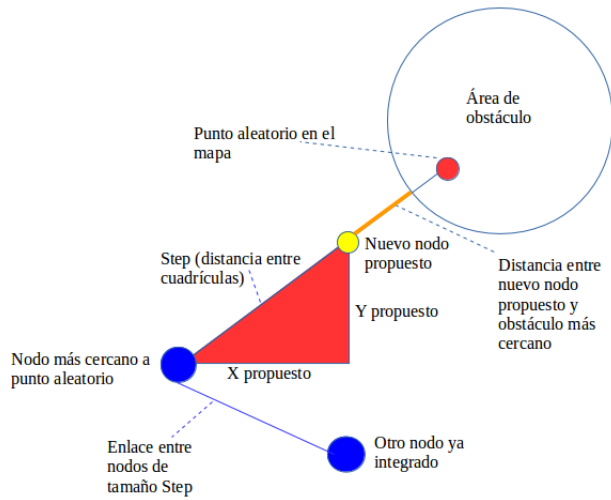 Área de
obstáculo
Punto aleatorio en el
mapa
Nuevo nodo
propuesto
Step (distancia entre
cuadrículas)
Distancia entre
nuevo nodo
propuesto y
obstáculo más
cercano
Y propuesto
Nodo más cercano a
punto aleatorio
X propuesto
Enlace entre
nodos de
tamaño Step
Otro nodo ya
integrado